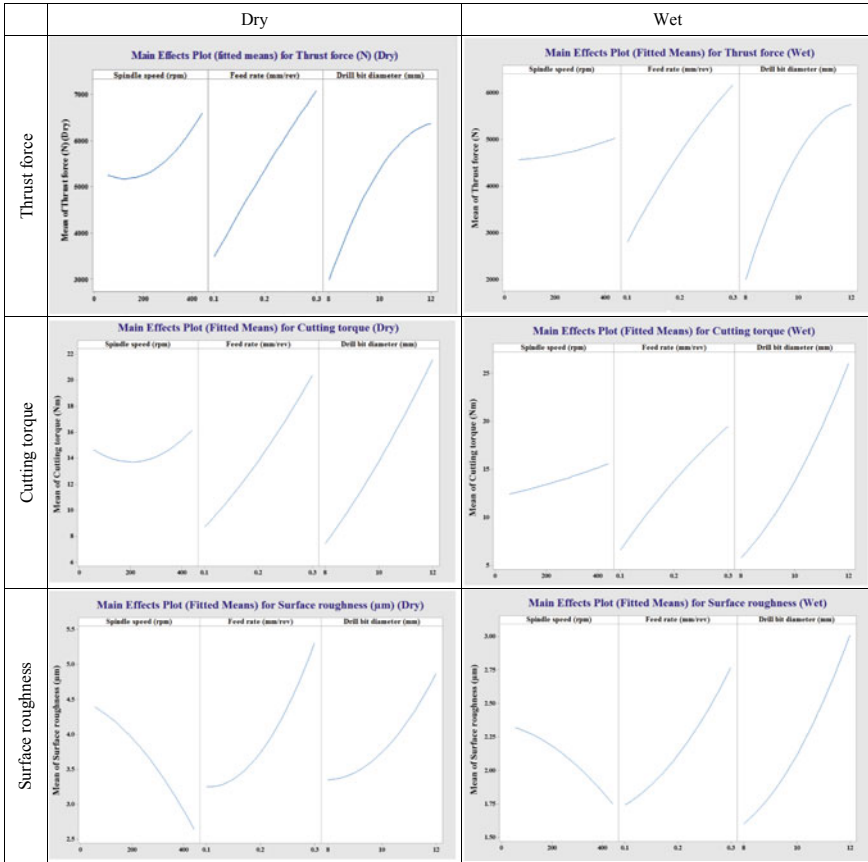 Dry Wet
Thrust force
Main Effects Plot (fitted means) for Thrust force (N) (Dry)
Spindle speed (rpm) Feed rate (mm/rev) Drill bit diameter (mm)
Mean of Thrust force (N) (Dry)
7000
6000
5000
4000
3000
0 200 400 0.1 0.2 0.3 8 10 12
Main Effects Plot (Fitted Means) for Thrust force (Wet)
Spindle speed (rpm) Feed rate (mm/rev) Drill bit diameter (mm)
Mean of Thrust force (N)
6000
5000
4000
3000
2000
0 200 400 0.1 0.2 0.3 8 10 12
Cutting torque
Main Effects Plot (Fitted Means) for Cutting torque (Dry)
Spindle speed (rpm) Feed rate (mm/rev) Drill bit diameter (mm)
Mean of Cutting torque (Nm)
22
20
18
16
14
12
10
8
6
0 200 400 0.1 0.2 0.3 8 10 12
Main Effects Plot (Fitted Means) for Cutting torque (Wet)
Spindle speed (rpm) Feed rate (mm/rev) Drill bit diameter (mm)
Mean of Cutting torque (Nm)
25
20
15
10
5
0 200 400 0.1 0.2 0.3 8 10 12
Surface roughness
Main Effects Plot (Fitted Means) for Surface roughness (µm) (Dry)
Spindle speed (rpm) Feed rate (mm/rev) Drill bit diameter (mm)
Mean of Surface roughness (µm)
5.5
5.0
4.5
4.0
3.5
3.0
2.5
0 200 400 0.1 0.2 0.3 8 10 12
Main Effects Plot (Fitted Means) for Surface roughness (Wet)
Spindle speed (rpm) Feed rate (mm/rev) Drill bit diameter (mm)
Mean of Surface roughness (µm)
3.00
2.75
2.50
2.25
2.00
1.75
1.50
0 200 400 0.1 0.2 0.3 8 10 12